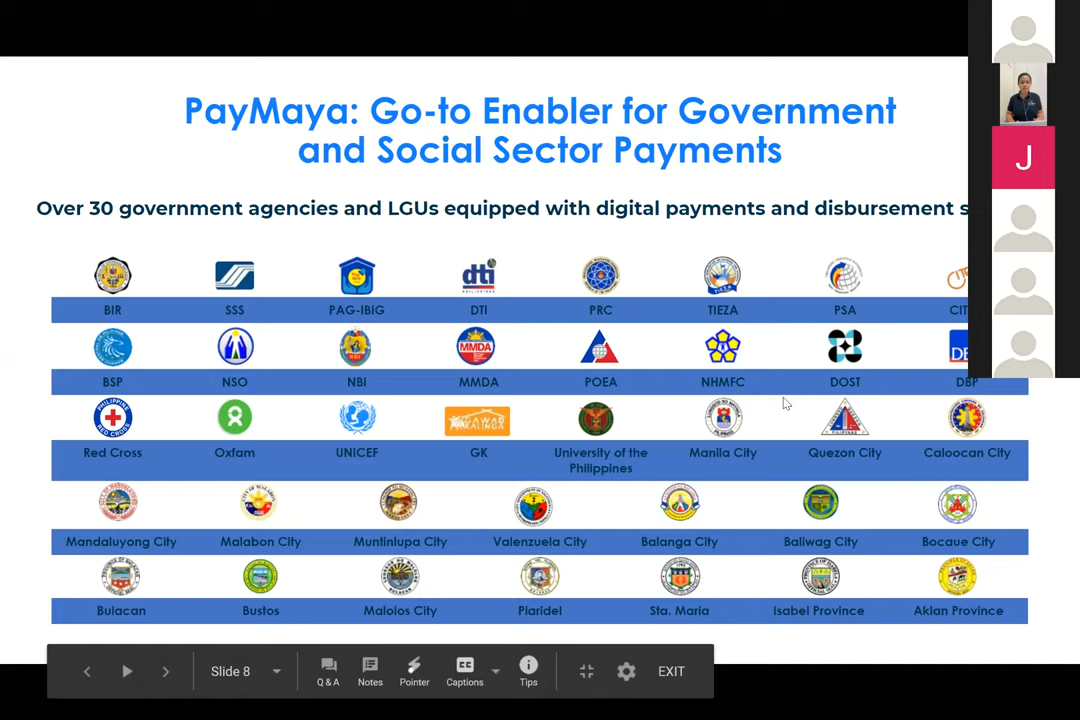 PayMaya: Go-to Enabler for Government
and Social Sector Payments
Over 30 government agencies and LGUs equipped with digital payments and disbursement s
J
dti
BIR SSS PAG-IBIG DTI PRC TIEZA PSA CIT
MMDA
BSP NSO NBI MMDA POEA NHMFC DOST DBP
Red Cross Oxfam UNICEF GK University of the Philippines Manila City Quezon City Caloocan City
Mandaluyong City Malabon City Muntinlupa City Valenzuela City Balanga City Baliwag City Bocaue City
Bulacan Bustos Malolos City Plaridel Sta. Maria Isabel Province Aklan Province
Slide 8
Q & A Notes Pointer Captions Tips
EXIT